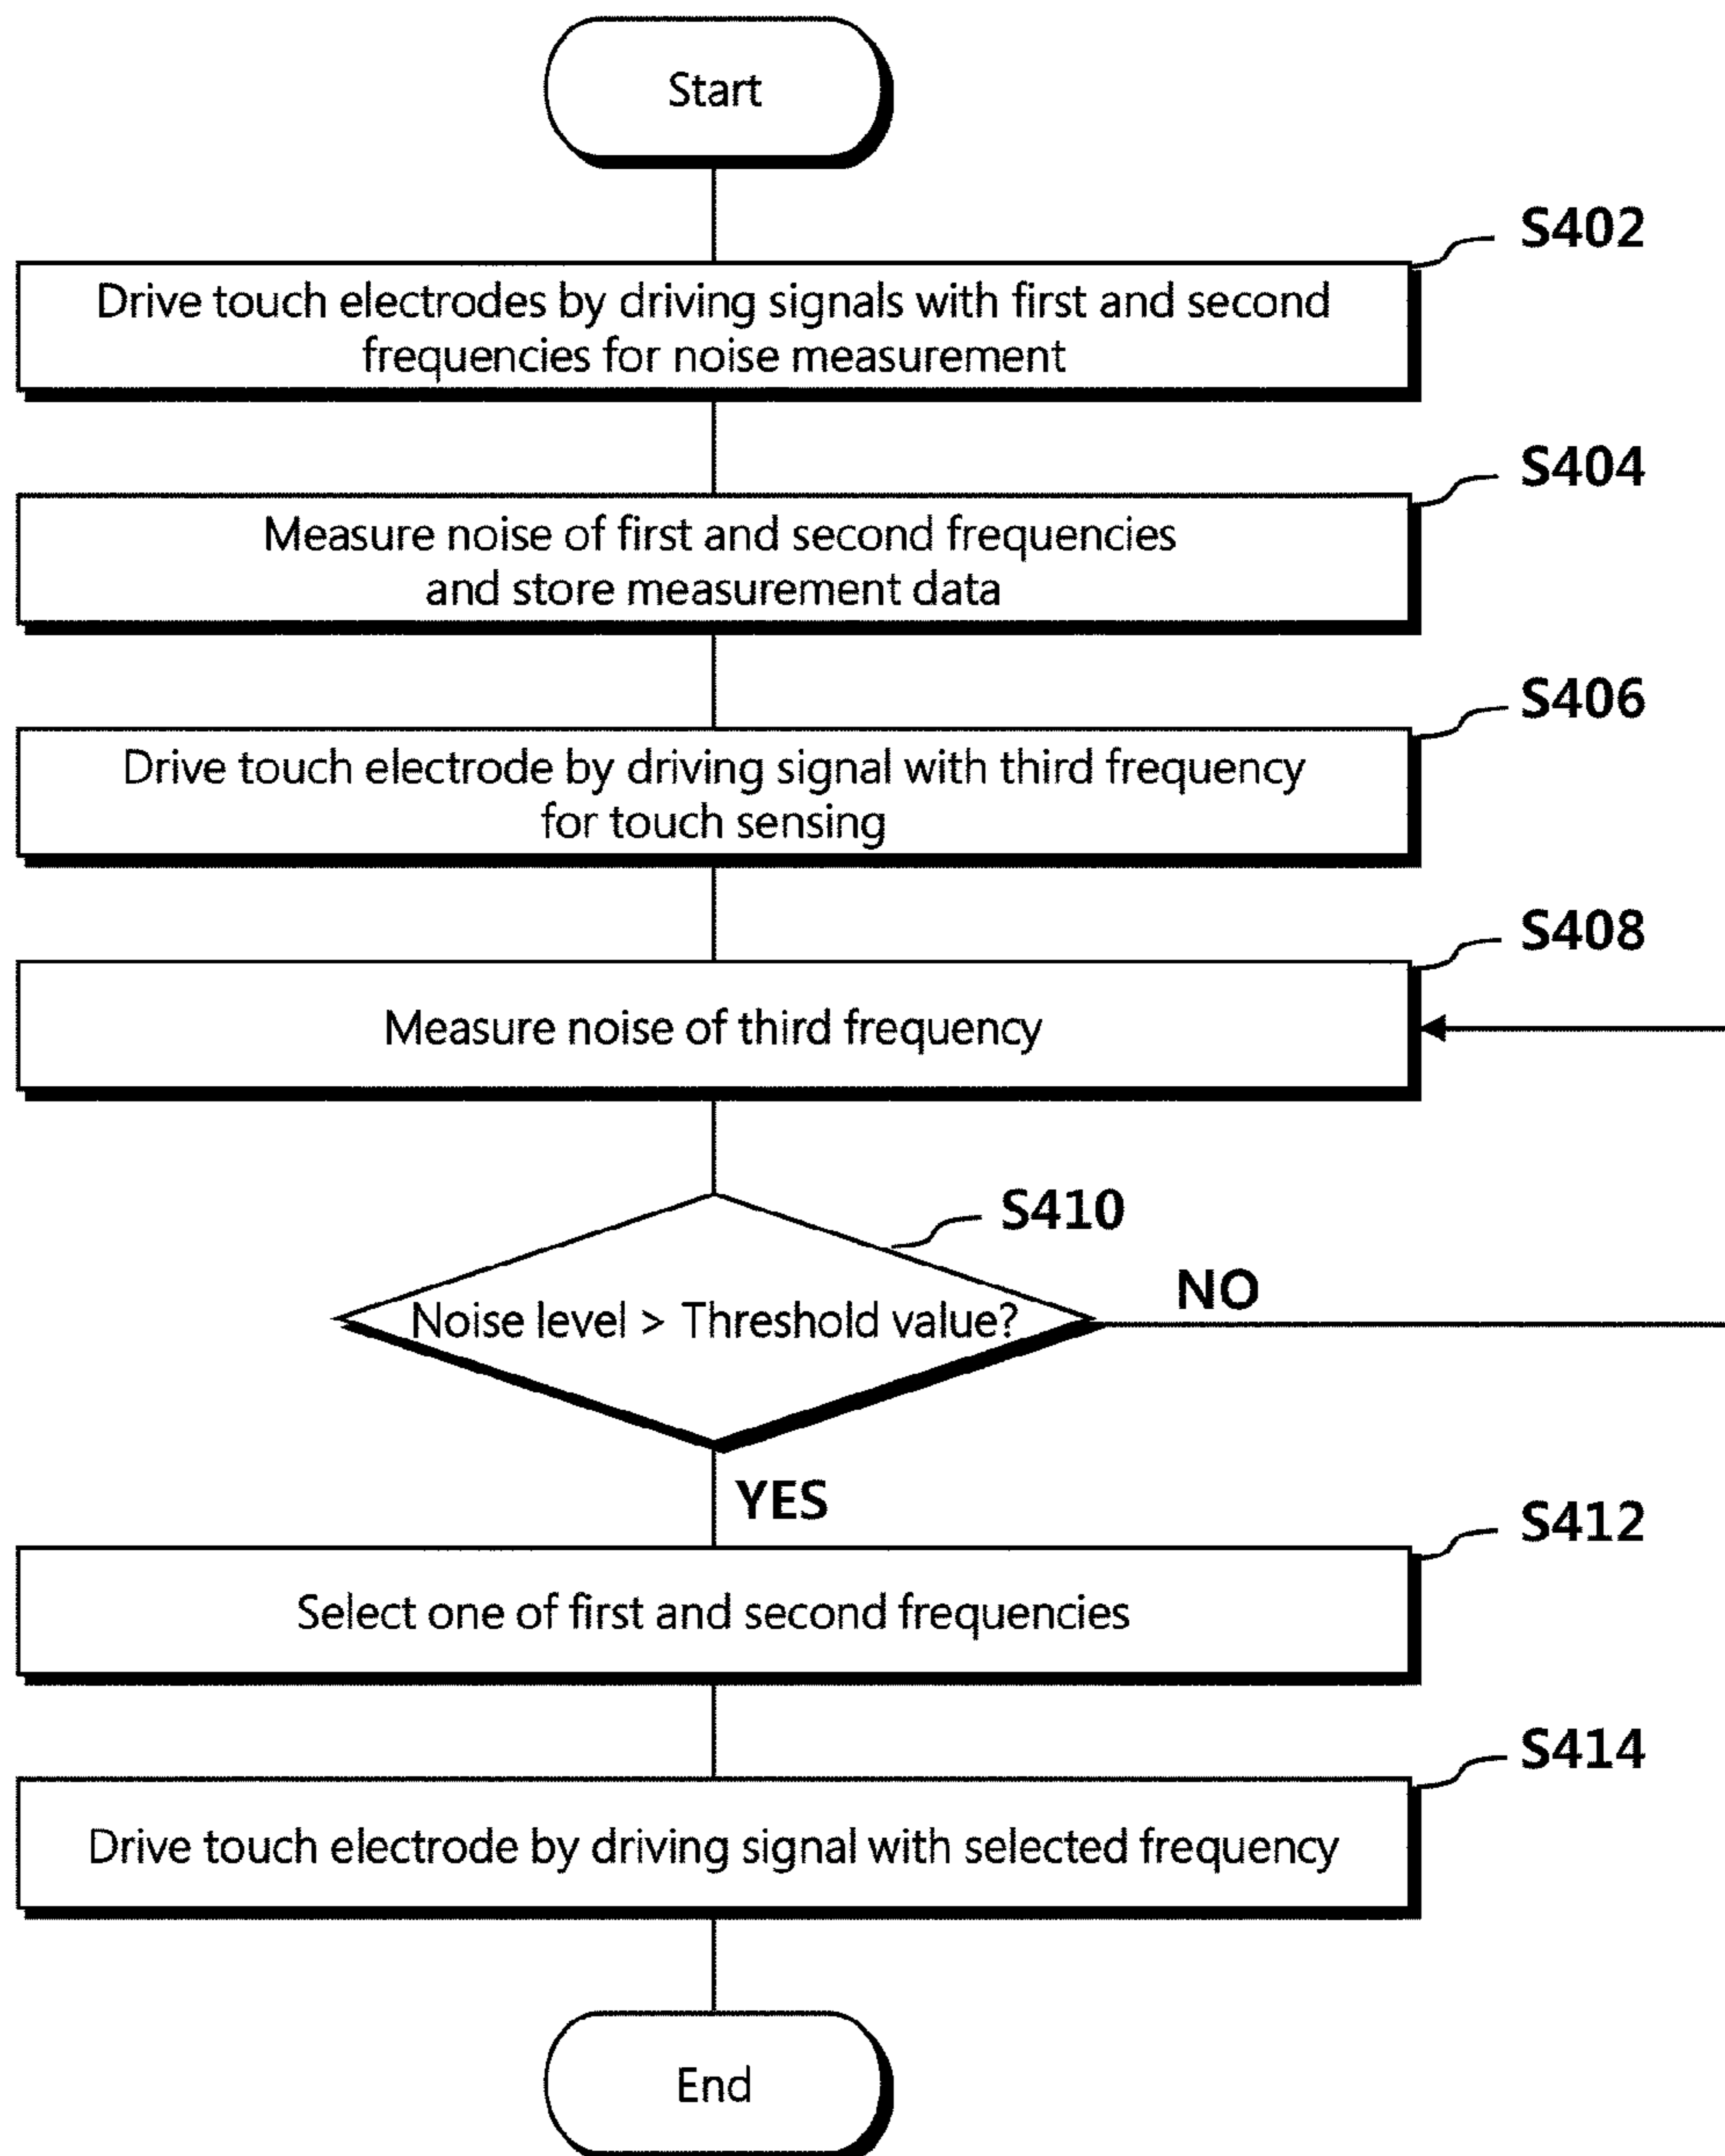 Start
S402
Drive touch electrodes by driving signals with first and second
frequencies for noise measurement
S404
Measure noise of first and second frequencies
and store measurement data
S406
Drive touch electrode by driving signal with third frequency
for touch sensing
S408
Measure noise of third frequency
S410
Noise level > Threshold value?
NO
YES
S412
Select one of first and second frequencies
S414
Drive touch electrode by driving signal with selected frequency
End